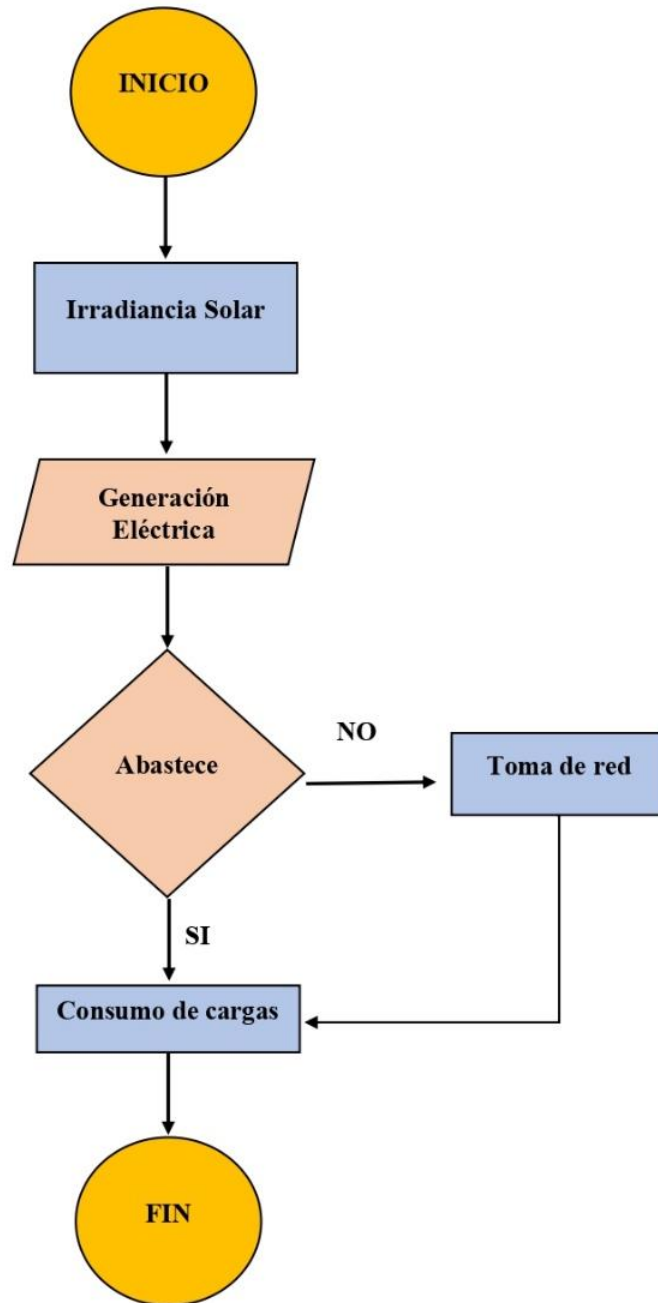 INICIO
Irradiancia Solar
Generación
Eléctrica
Abastece
NO
Toma de red
SI
Consumo de cargas
FIN